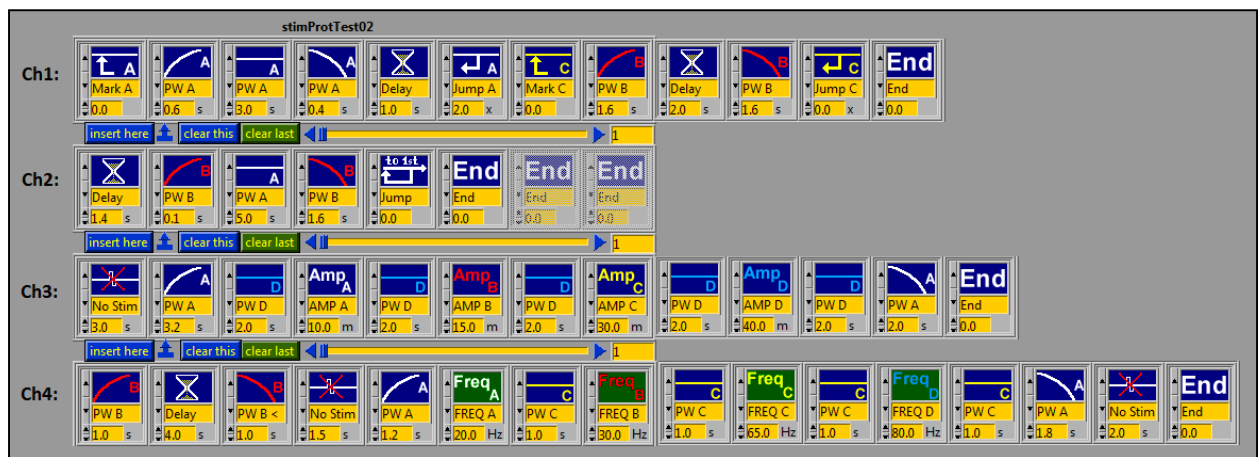 stimProtTest02
Ch1:
A A A A A C B B C End
Mark A PW A PW A PW A Delay Jump A Mark C PW B Delay PW B Jump C End
0.0 0.6 s 3.0 s 0.4 s 1.0 s 2.0 x 0.0 1.6 s 2.0 s 1.6 s 0.0 x 0.0
insert here clear this clear last 1
Ch2:
B A B to 1st End End End
Delay PW B PW A PW B Jump End End End
1.4 s 0.1 s 5.0 s 1.6 s 0.0 0.0 0.0 0.0
insert here clear this clear last 1
Ch3:
A D Amp A D Amp B D Amp C D Amp D D A End
No Stim PW A PW D AMP A PW D AMP B PW D AMP C PW D AMP D PW D PW A End
3.0 s 3.2 s 2.0 s 10.0 m 2.0 s 15.0 m 2.0 s 30.0 m 2.0 s 40.0 m 2.0 s 2.0 s 0.0
insert here clear this clear last 1
Ch4:
B B A Freq A C Freq B C Freq C C Freq D C A End
PW B Delay PW B < No Stim PW A FREQ A PW C FREQ B PW C FREQ C PW C FREQ D PW C PW A No Stim End
1.0 s 4.0 s 1.0 s 1.5 s 1.2 s 20.0 Hz 1.0 s 30.0 Hz 1.0 s 65.0 Hz 1.0 s 80.0 Hz 1.0 s 1.8 s 2.0 s 0.0